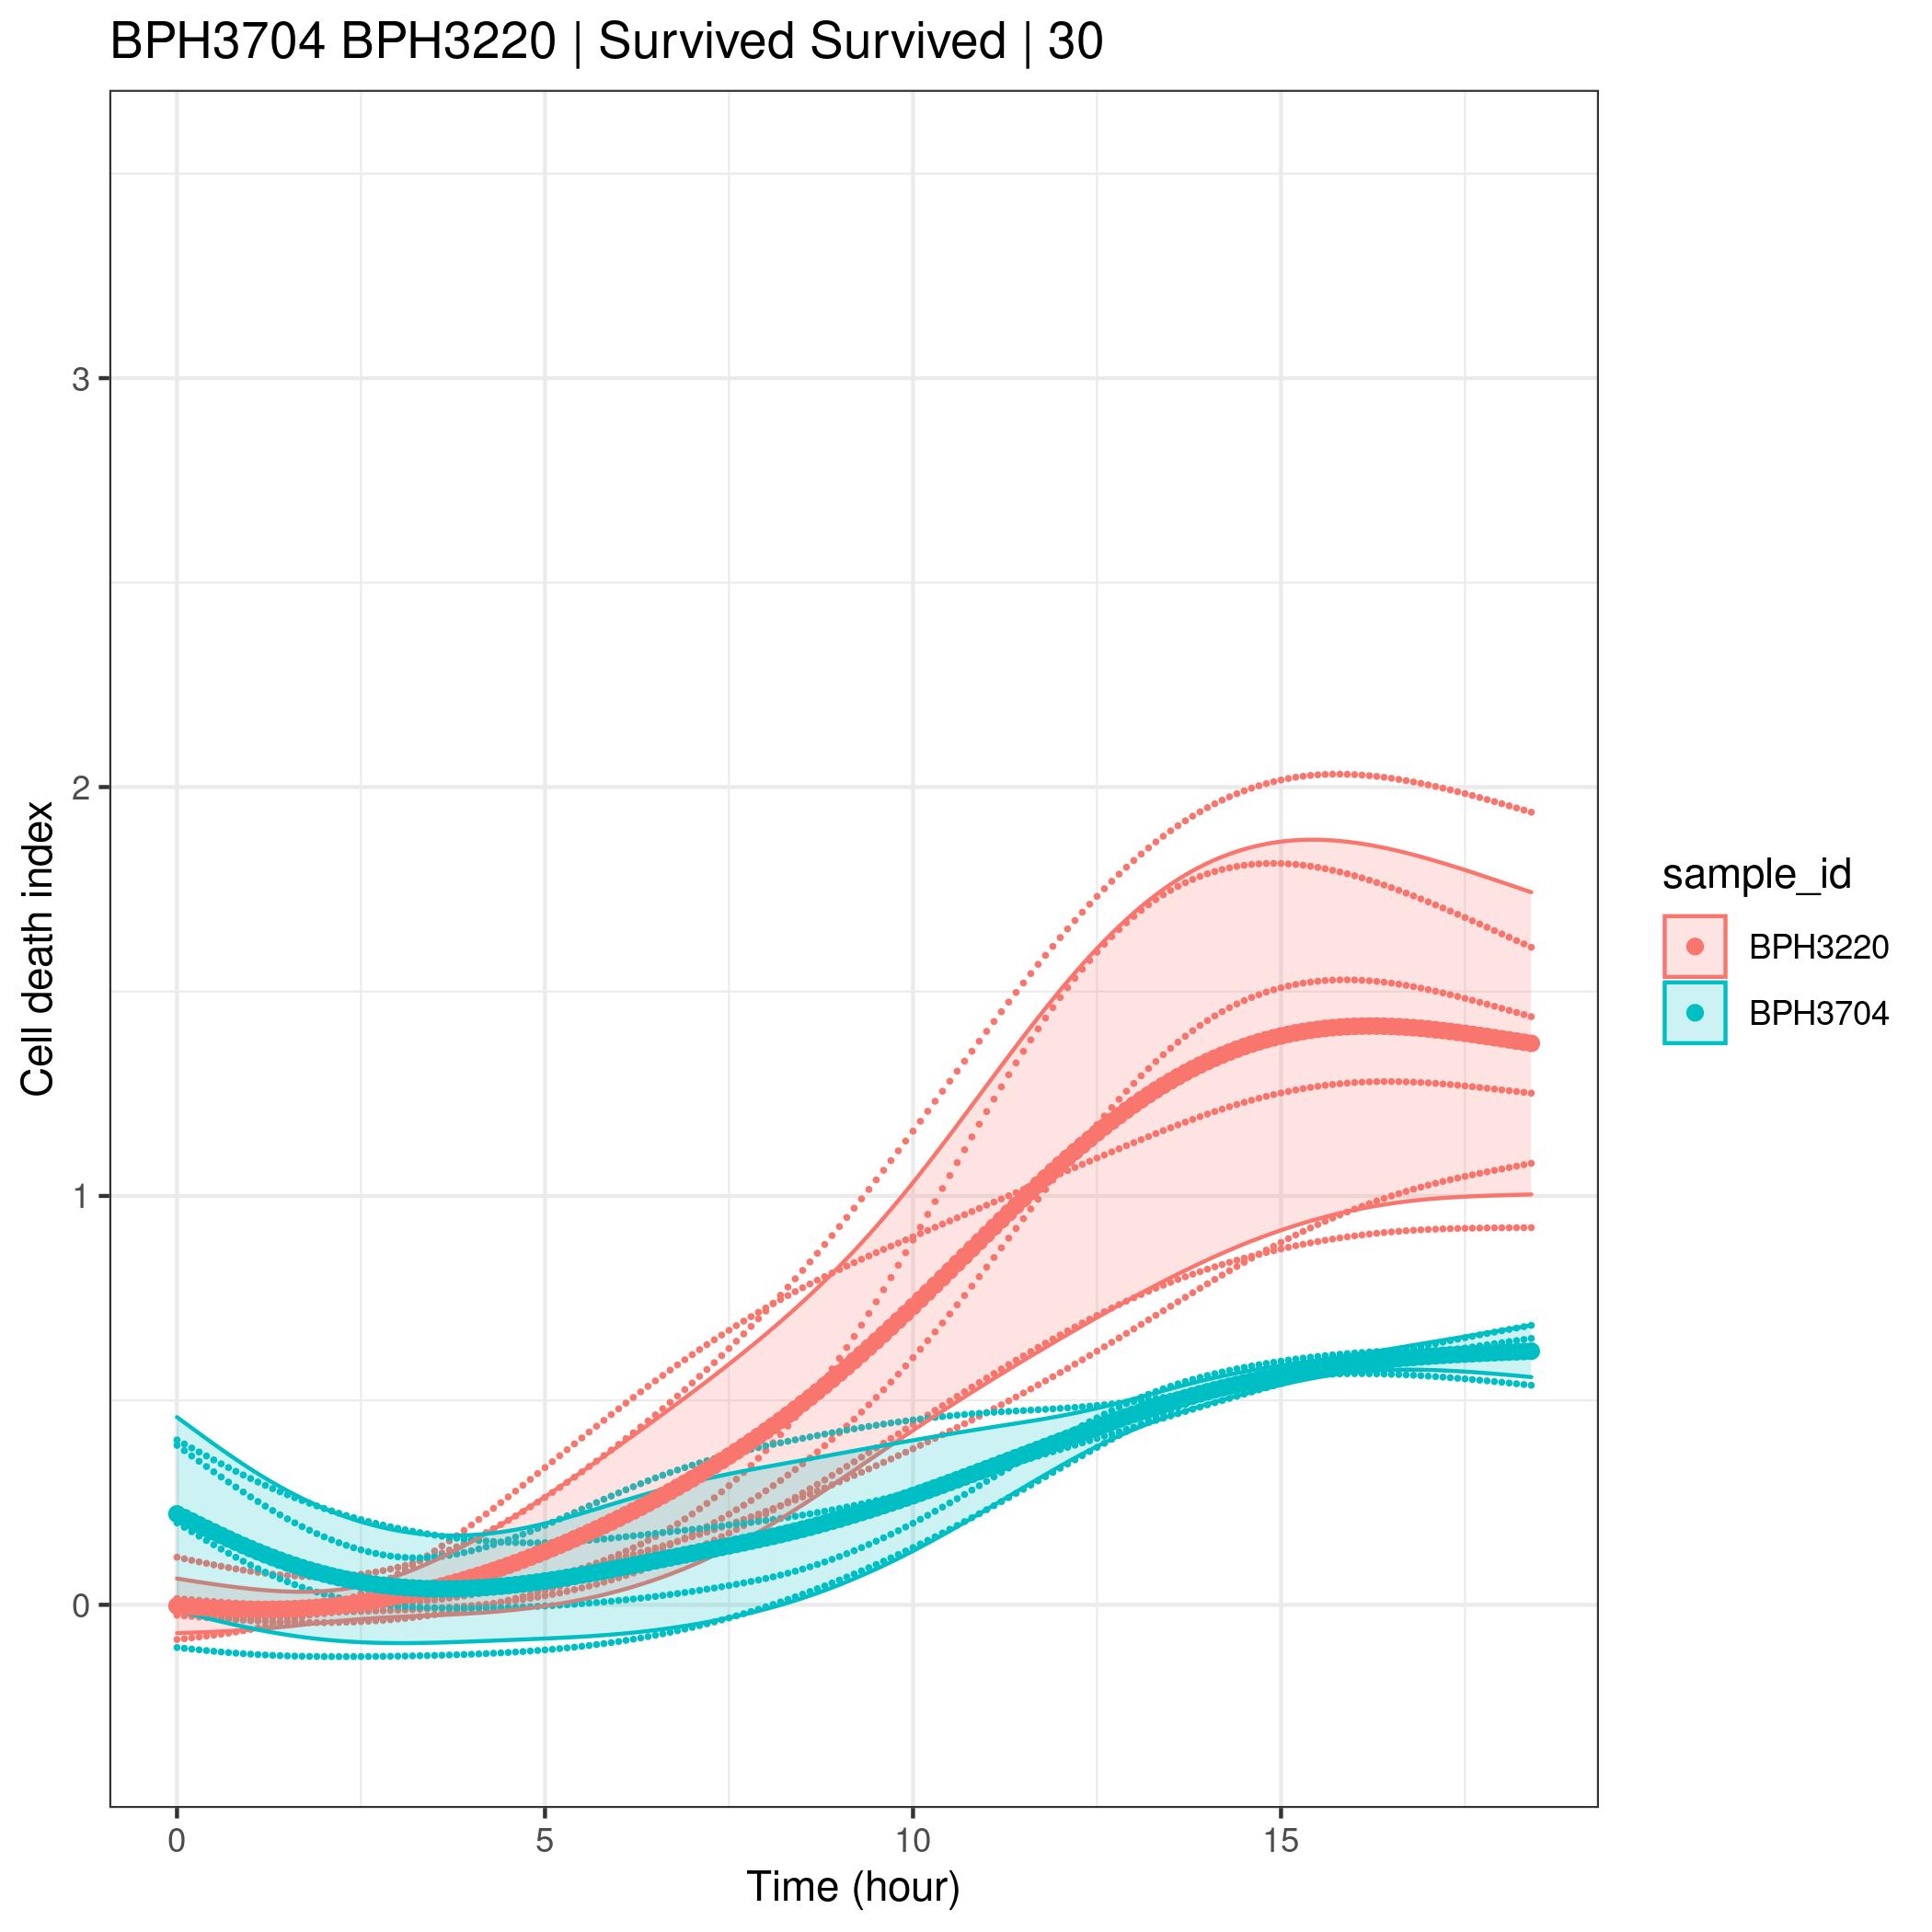 BPH3704 BPH3220 | Survived Survived | 30
3
2
1
0
Cell death index
0 5 10 15
Time (hour)
sample_id
BPH3220
BPH3704